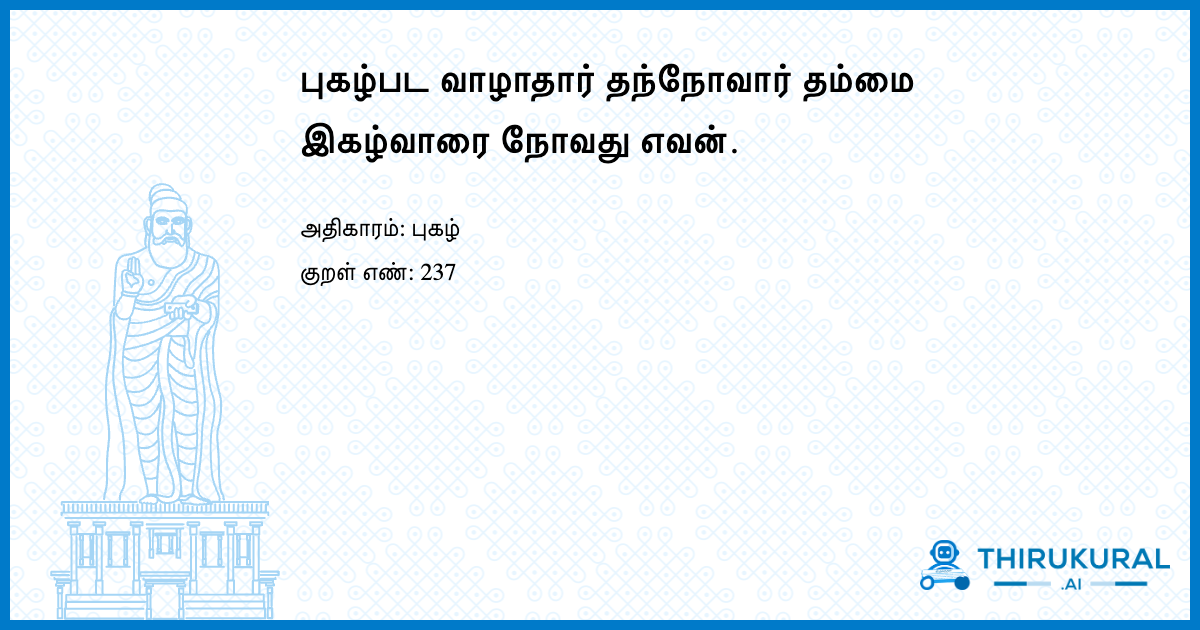 புகழ்பட வாழாதார் தந்நோவார் தம்மை
இகழ்வாரை நோவது எவன்.
அதிகாரம்: புகழ்
குறள் எண்: 237
THIRUKURAL
.AI